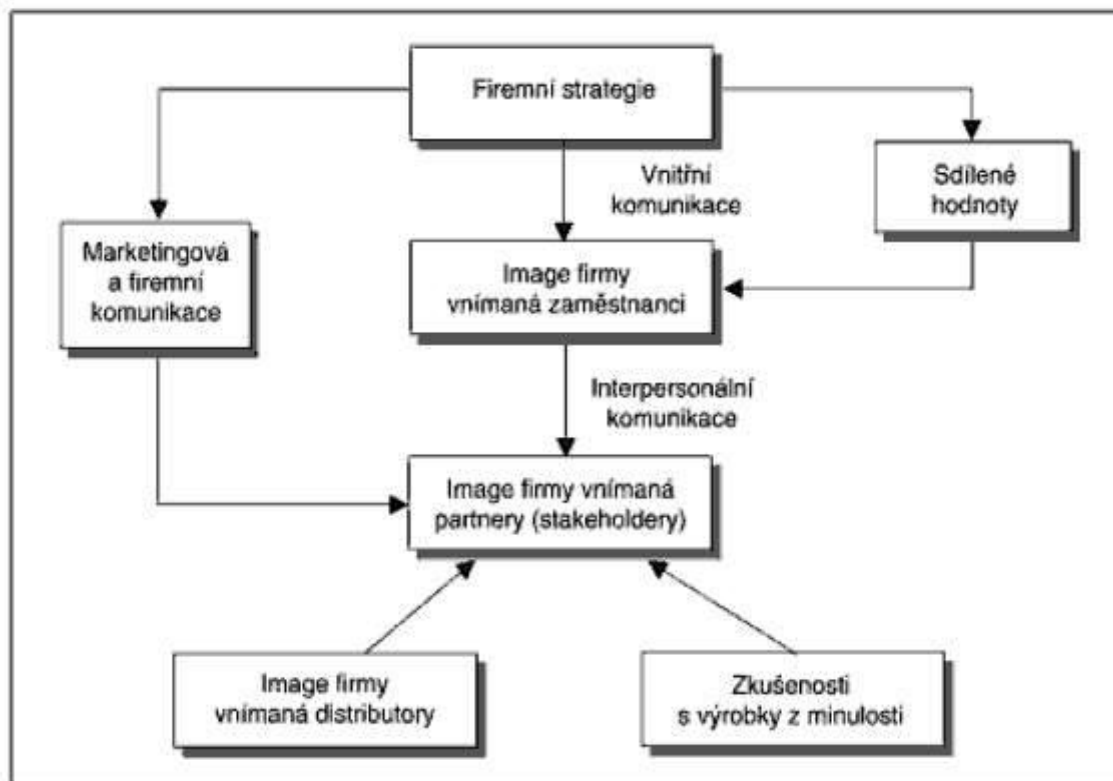 Firemní strategie
Vnitřní
komunikace
Sdílené
hodnoty
Marketingová
a firemní
komunikace
Image firmy
vnímaná zaměstnanci
Interpersonální
komunikace
Image firmy vnímaná
partnery (stakeholdery)
Image firmy
vnímaná distributory
Zkušenosti
s výrobky z minulosti